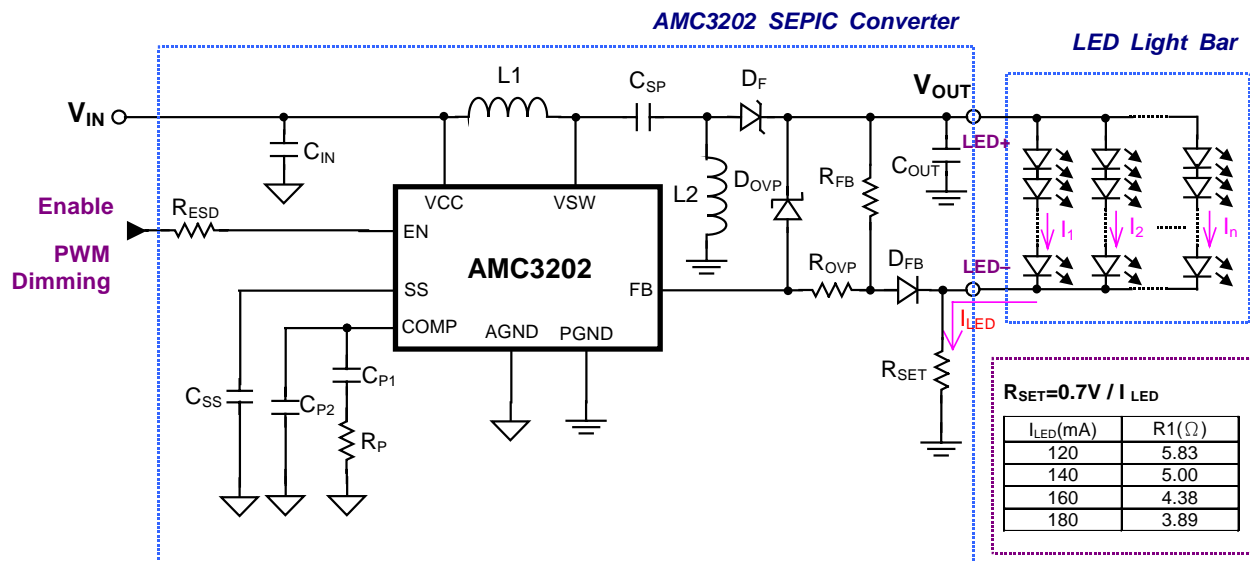 AMC3202 SEPIC Converter
LED Light Bar
L1
CSP
DF
VOUT
VIN
CIN
LED+
COUT
L2
DOVP
RFB
VCC
VSW
Enable
RESD
EN
I1
I2
In
PWM
Dimming
AMC3202
ROVP
DFB
LED–
SS
FB
ILED
COMP
AGND
PGND
CP1
RSET
CSS
CP2
RP
RSET=0.7V / I LED
ILED(mA) R1(Ω)
120 5.83
140 5.00
160 4.38
180 3.89